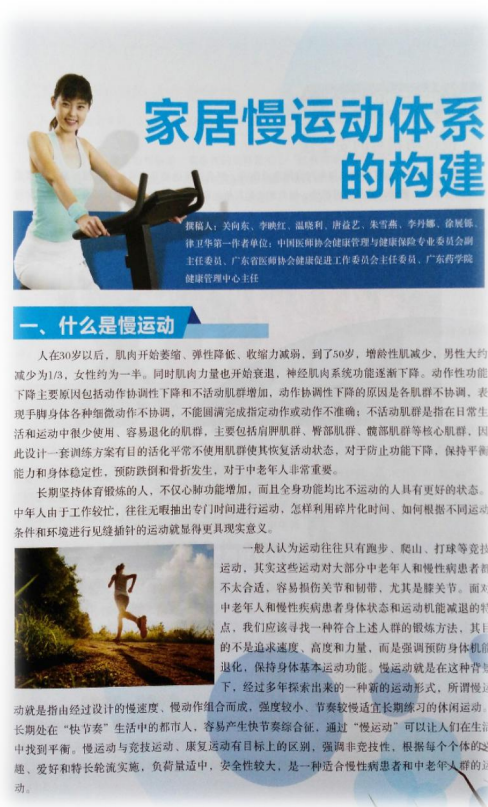 家居慢运动体系
的构建
撰稿人：关向东、李映红、温晓利、唐益艺、朱雪燕、李丹娜、徐展铄、
律卫华第一作者单位：中国医师协会健康管理与健康保险专业委员会副
主任委员、广东省医师协会健康促进工作委员会主任委员、广东药学院
健康管理中心主任
一、什么是慢运动
人在30岁以后，肌肉开始萎缩、弹性降低、收缩力减弱，到了50岁，增龄性肌减少，男性大约
减少为1/3，女性约为一半。同时肌肉力量也开始衰退，神经肌肉系统功能逐渐下降。动作性功能
下降主要原因包括动作协调性下降和不活动肌群增加，动作协调性下降的原因是各肌群不协调，表
现手脚身体各种细微动作不协调，不能圆满完成指定动作或动作不准确；不活动肌群是指在日常生
活和运动中很少使用、容易退化的肌群，主要包括肩胛肌群、臀部肌群、髋部肌群等核心肌群，因
此设计一套训练方案有目的活化平常不使用肌群使其恢复活动状态，对于防止功能下降，保持平衡
能力和身体稳定性，预防跌倒和骨折发生，对于中老年人非常重要。
长期坚持体育锻炼的人，不仅心肺功能增加，而且全身功能均比不运动的人具有更好的状态。
中年人由于工作较忙，往往无暇抽出专门时间进行运动，怎样利用碎片化时间、如何根据不同运动
条件和环境进行见缝插针的运动就显得更具现实意义。
一般人认为运动往往只有跑步、爬山、打球等竞技
运动，其实这些运动对大部分中老年人和慢性病患者都
不太合适，容易损伤关节和韧带，尤其是膝关节。面对
中老年人和慢性疾病患者身体状态和运动机能减退的特
点，我们应该寻找一种符合上述人群的锻炼方法，其目
的不是追求速度、高度和力量，而是强调预防身体机能
退化，保持身体基本运动功能。慢运动就是在这种背景
下，经过多年探索出来的一种新的运动形式，所谓慢运
动就是指由经过设计的慢速度、慢动作组合而成，强度较小、节奏较慢适宜长期练习的休闲运动。
长期处在“快节奏”生活中的都市人，容易产生快节奏综合征，通过“慢运动”可以让人们在生活
中找到平衡。慢运动与竞技运动、康复运动有目标上的区别，强调非竞技性，根据每个个体的
趣、爱好和特长轮流实施，负荷量适中，安全性较大，是一种适合慢性病患者和中老年人群的运
动。